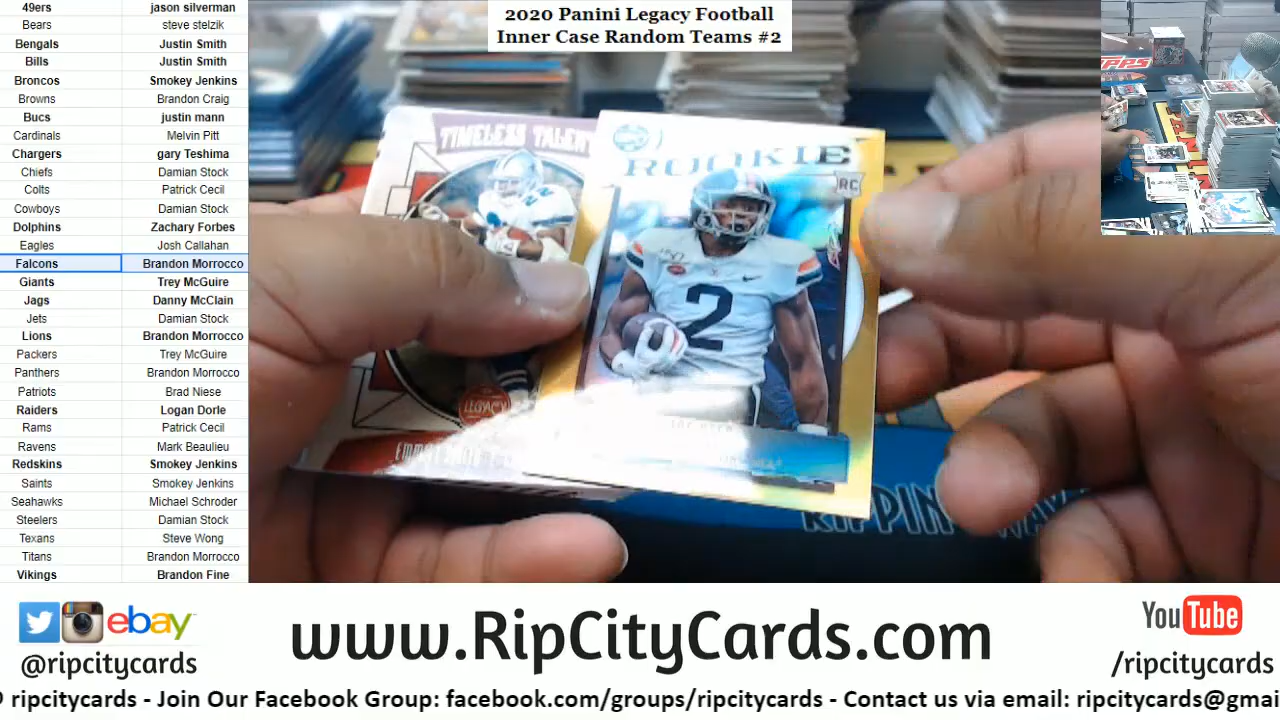 2020 Panini Legacy Football
Inner Case Random Teams #2
49ers jason silverman
Bears steve stelzik
Bengals Justin Smith
Bills Justin Smith
Broncos Smokey Jenkins
Browns Brandon Craig
Bucs justin mann
Cardinals Melvin Pitt
Chargers gary Teshima
Chiefs Damian Stock
Colts Patrick Cecil
Cowboys Damian Stock
Dolphins Zachary Forbes
Eagles Josh Callahan
Falcons Brandon Morrocco
Giants Trey McGuire
Jags Danny McClain
Jets Damian Stock
Lions Brandon Morrocco
Packers Trey McGuire
Panthers Brandon Morrocco
Patriots Brad Niese
Raiders Logan Dorle
Rams Patrick Cecil
Ravens Mark Beaulieu
Redskins Smokey Jenkins
Saints Smokey Jenkins
Seahawks Michael Schroder
Steelers Damian Stock
Texans Steve Wong
Titans Brandon Morrocco
Vikings Brandon Fine
TIMELESS TALENT
ROOKIE
RC
2
LEGACY
RIPPIN WAX
TOPPS
ebay
@ripcitycards
www.RipCityCards.com
YouTube
/ripcitycards
ripcitycards - Join Our Facebook Group: facebook.com/groups/ripcitycards - Contact us via email: ripcitycards@gmai